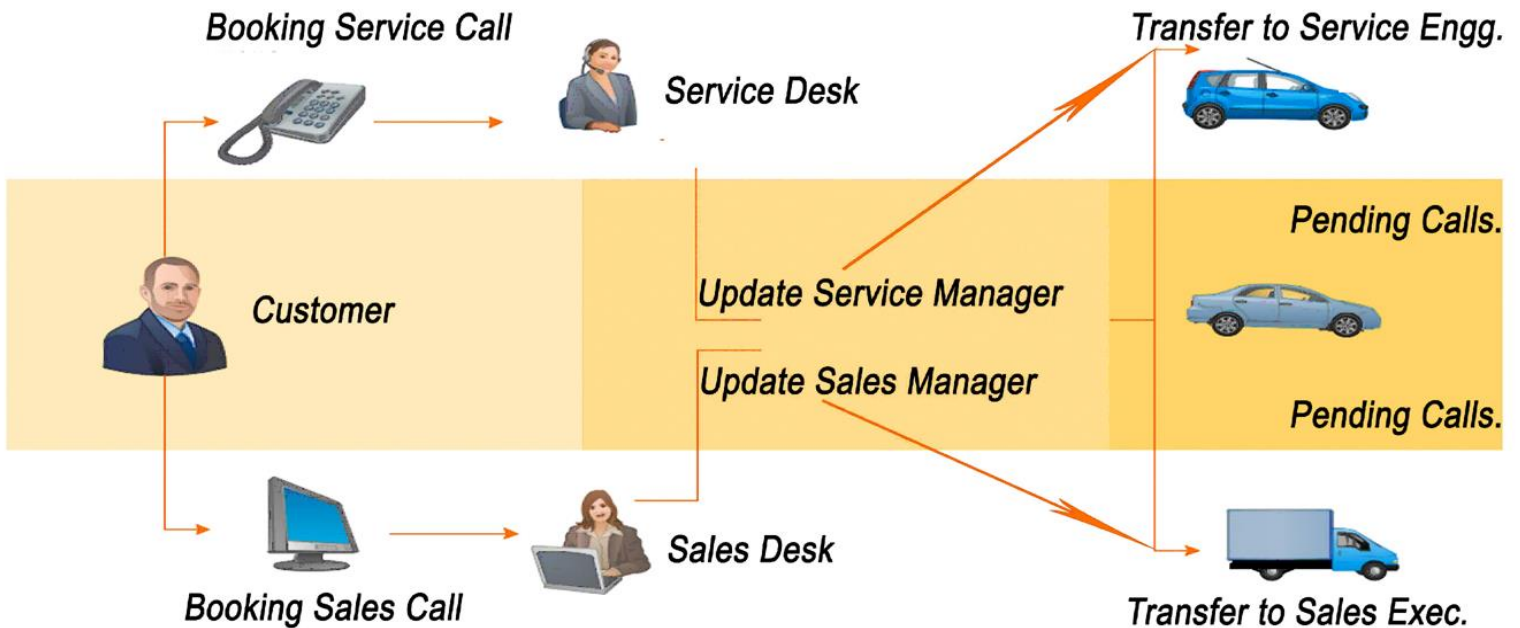 Booking Service Call
Transfer to Service Engg.
Service Desk
Pending Calls.
Update Service Manager
Customer
Update Sales Manager
Pending Calls.
Sales Desk
Booking Sales Call
Transfer to Sales Exec.